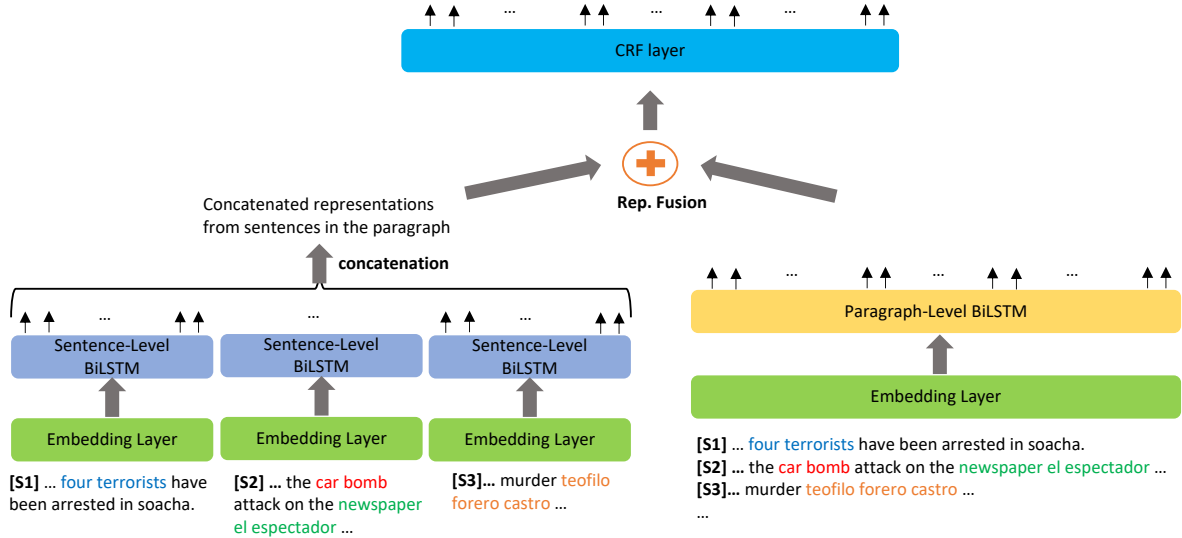 ...
...
...
CRF layer
Rep. Fusion
Concatenated representations
from sentences in the paragraph
concatenation
...
...
...
Sentence-Level
BiLSTM
Sentence-Level
BiLSTM
Sentence-Level
BiLSTM
Embedding Layer
Embedding Layer
Embedding Layer
[S1] ... four terrorists have
been arrested in soacha.
[S2] ... the car bomb
attack on the newspaper
el espectador ...
[S3]... murder teofilo
forero castro ...
...
...
...
Paragraph-Level BiLSTM
Embedding Layer
[S1] ... four terrorists have been arrested in soacha.
[S2] ... the car bomb attack on the newspaper el espectador ...
[S3]... murder teofilo forero castro ...
...